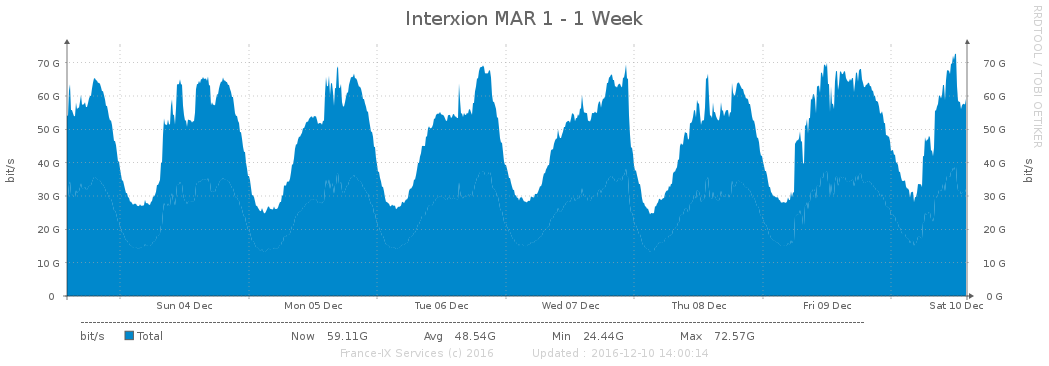 Interxion MAR 1 - 1 Week
RRDTOOL / TOBI OETIKER
bit/s
70 G 70 G
60 G 60 G
50 G 50 G
40 G 40 G
30 G 30 G
20 G 20 G
10 G 10 G
0 0 G
bit/s
Sun 04 Dec Mon 05 Dec Tue 06 Dec Wed 07 Dec Thu 08 Dec Fri 09 Dec Sat 10 Dec
bit/s Total Now 59.11G Avg 48.54G Min 24.44G Max 72.57G
France-IX Services (c) 2016 Updated : 2016-12-10 14:00:14